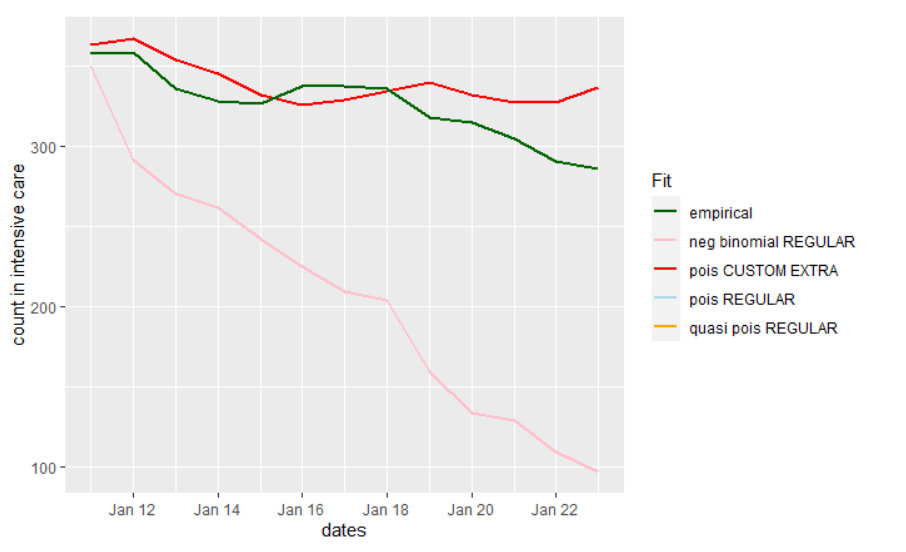 count in intensive care
300
200
100
Jan 12 Jan 14 Jan 16 Jan 18 Jan 20 Jan 22
dates
Fit
empirical
neg binomial REGULAR
pois CUSTOM EXTRA
pois REGULAR
quasi pois REGULAR